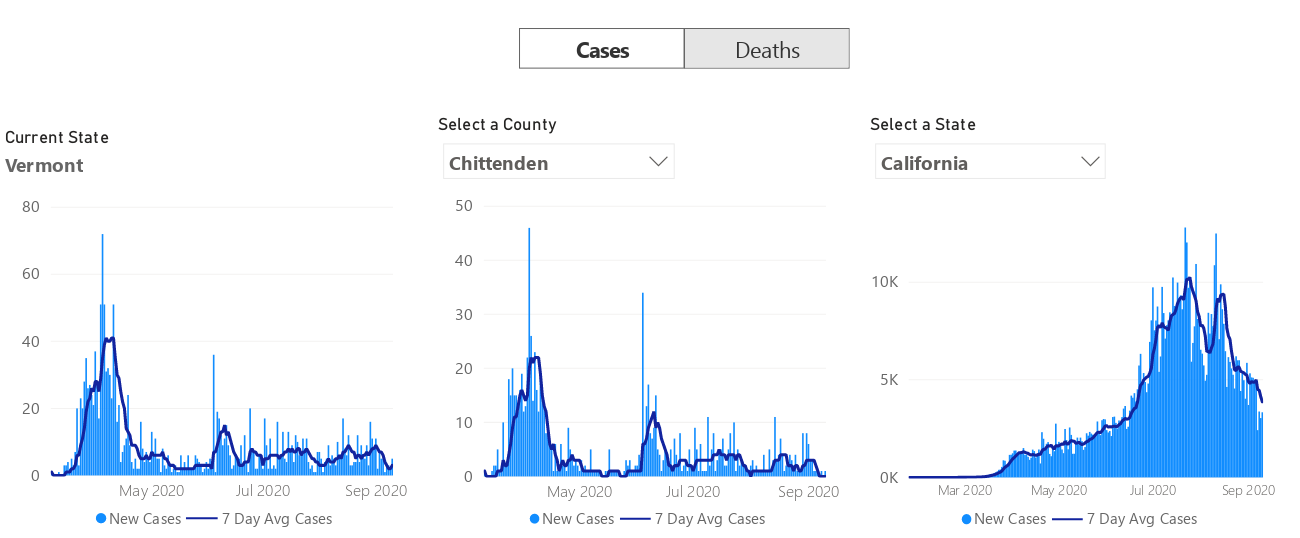 Cases Deaths
Current State
Vermont
80
60
40
20
0
May 2020 Jul 2020 Sep 2020
New Cases 7 Day Avg Cases
Select a County
Chittenden
50
40
30
20
10
0
May 2020 Jul 2020 Sep 2020
New Cases 7 Day Avg Cases
Select a State
California
10K
5K
0K
Mar 2020 May 2020 Jul 2020 Sep 2020
New Cases 7 Day Avg Cases